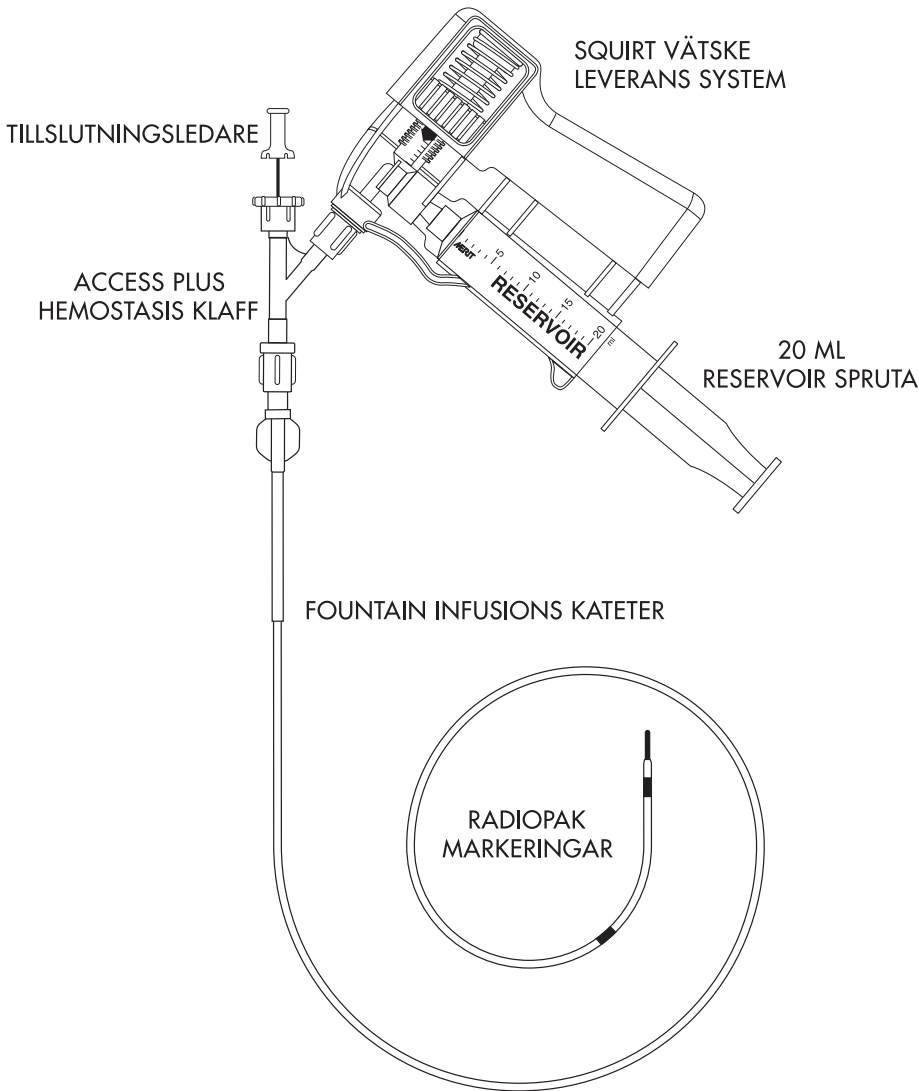 SQUIRT VÄTSKE
LEVERANS SYSTEM
TILLSLUTNINGSLEDARE
ACCESS PLUS
HEMOSTASIS KLAFF
MERIT
5
10
15
20
ml
RESERVOIR
20 ML
RESERVOIR SPRUTA
FOUNTAIN INFUSIONS KATETER
RADIOPAK
MARKERINGAR